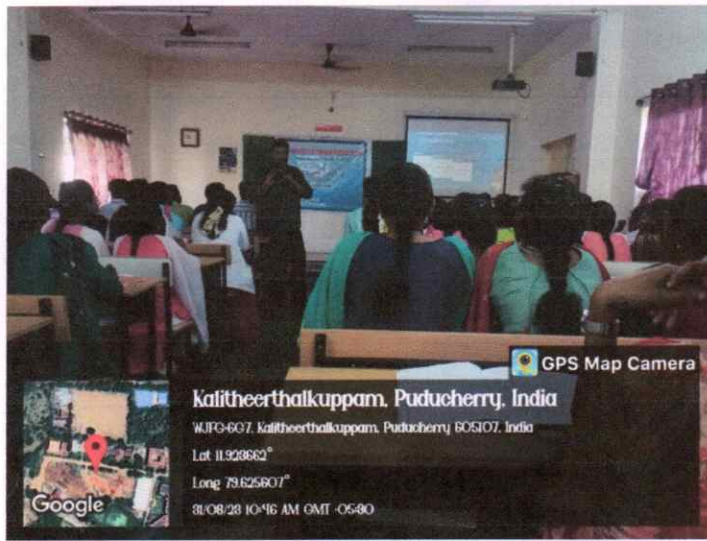 GPS Map Camera
Kalitheerthalkuppam, Puducherry, India
WJFG+6G7, Kalitheerthalkuppam, Puducherry 605107, India
Lat 11.928662°
Long 79.625607°
31/08/23 10:46 AM GMT +05:30
Google